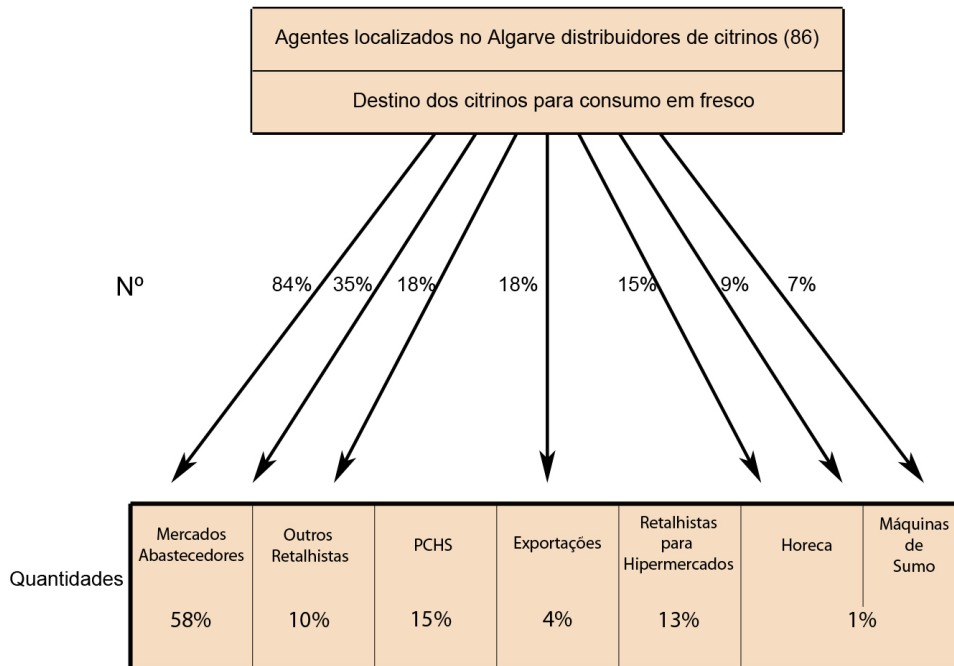 Agentes localizados no Algarve distribuidores de citrinos (86)
Destino dos citrinos para consumo em fresco
Nº
84%
35%
18%
18%
15%
9%
7%
Quantidades
Mercados
Abastecedores
58%
Outros
Retalhistas
10%
PCHS
15%
Exportações
4%
Retalhistas
para
Hipermercados
13%
Horeca
Máquinas
de
Sumo
1%